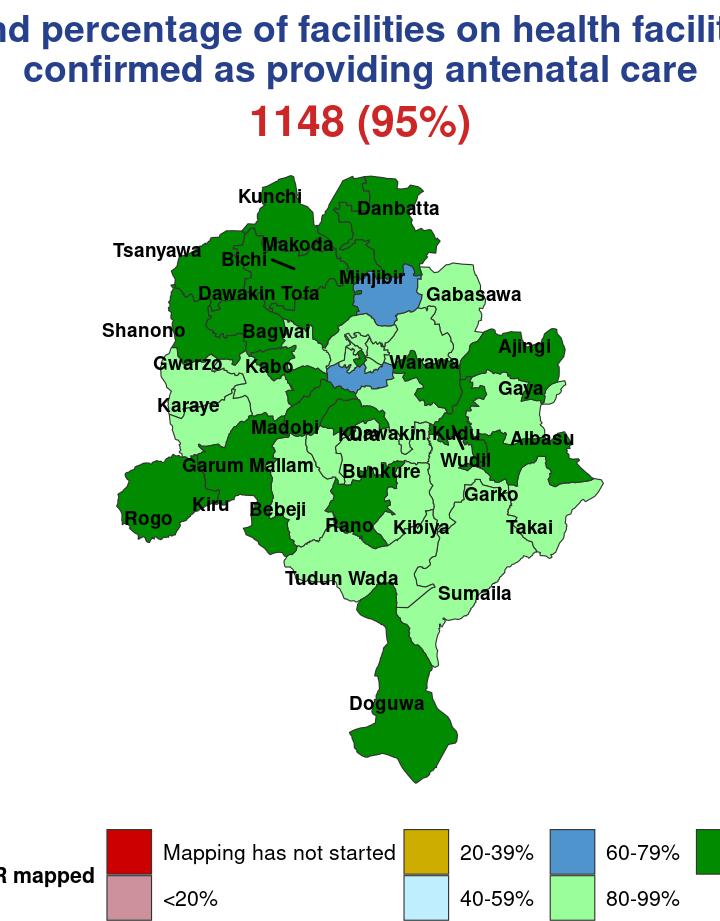 nd percentage of facilities on health facilit
confirmed as providing antenatal care
1148 (95%)
Kunchi
Danbatta
Makoda
Tsanyawa
Bichi
Minjibir
Dawakin Tofa
Gabasawa
Shanono
Bagwai
Ajingi
Gwarzo
Kabo
Warawa
Gaya
Karaye
Madobi
Kura
Dawakin Kudu
Albasu
Garum Mallam
Wudil
Bunkure
Garko
Kiru
Bebeji
Rogo
Rano
Kibiya
Takai
Tudun Wada
Sumaila
Doguwa
R mapped
Mapping has not started
20-39%
60-79%
<20%
40-59%
80-99%